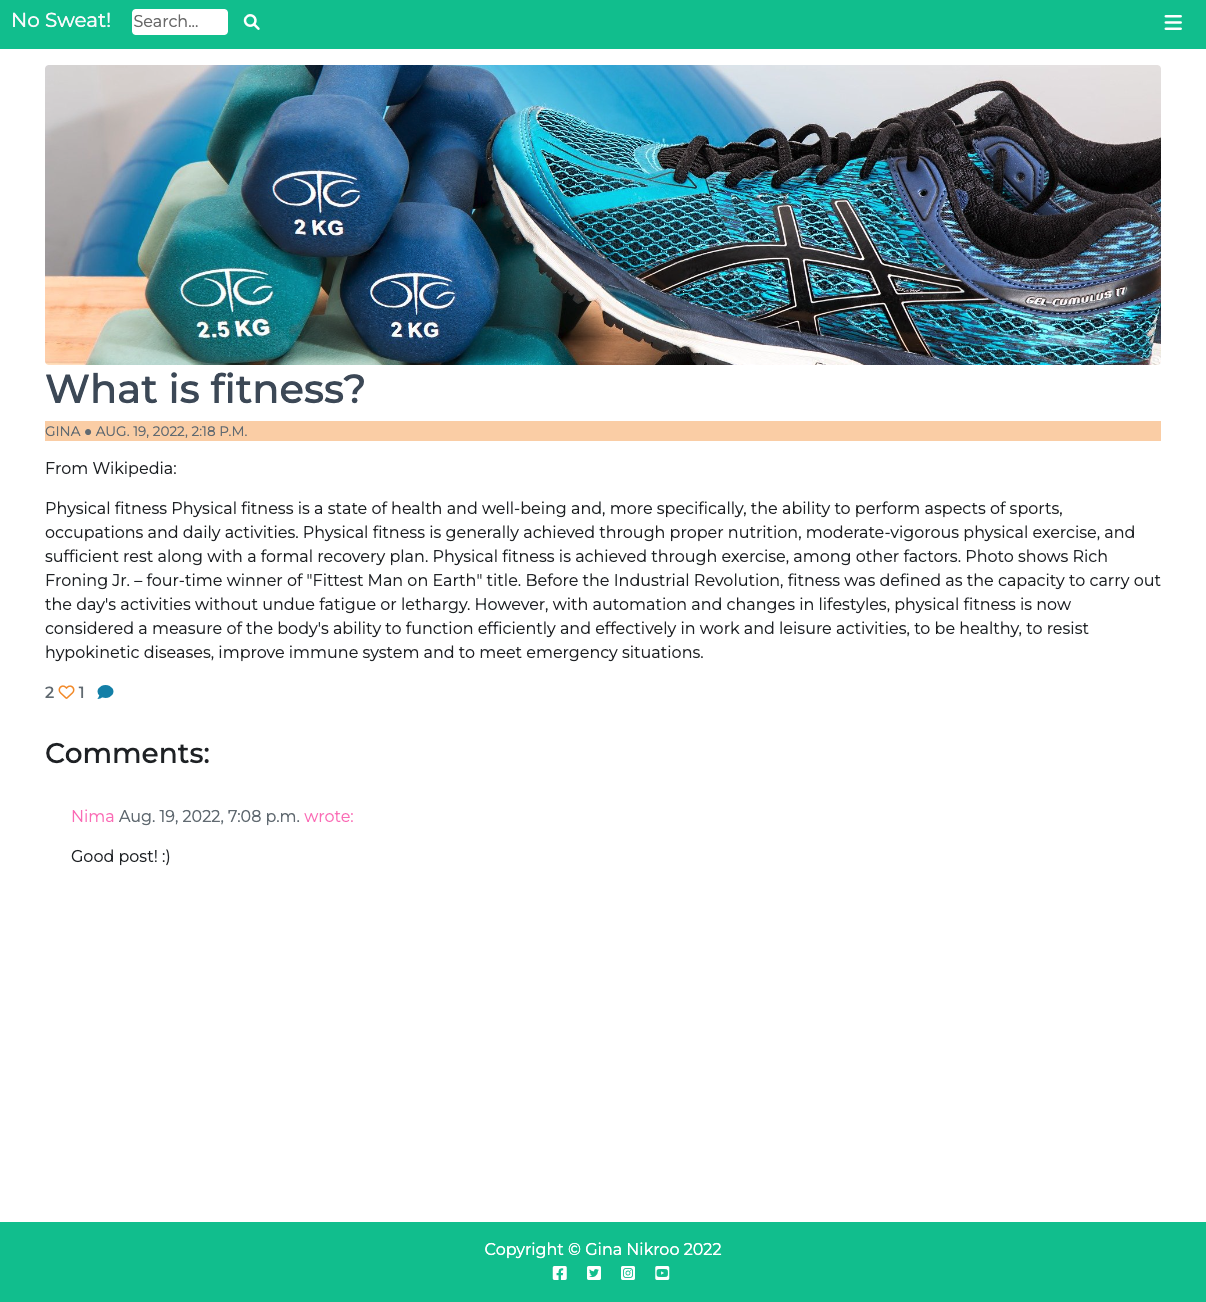 No Sweat!
Search...
OTG
2 KG
OTG
2.5 KG
OTG
2 KG
GEL-CUMULUS 17
What is fitness?
GINA ● AUG. 19, 2022, 2:18 P.M.
From Wikipedia:
Physical fitness Physical fitness is a state of health and well-being and, more specifically, the ability to perform aspects of sports,
occupations and daily activities. Physical fitness is generally achieved through proper nutrition, moderate-vigorous physical exercise, and
sufficient rest along with a formal recovery plan. Physical fitness is achieved through exercise, among other factors. Photo shows Rich
Froning Jr. – four-time winner of "Fittest Man on Earth" title. Before the Industrial Revolution, fitness was defined as the capacity to carry out
the day's activities without undue fatigue or lethargy. However, with automation and changes in lifestyles, physical fitness is now
considered a measure of the body's ability to function efficiently and effectively in work and leisure activities, to be healthy, to resist
hypokinetic diseases, improve immune system and to meet emergency situations.
2 1
Comments:
Nima Aug. 19, 2022, 7:08 p.m. wrote:
Good post! :)
Copyright © Gina Nikroo 2022